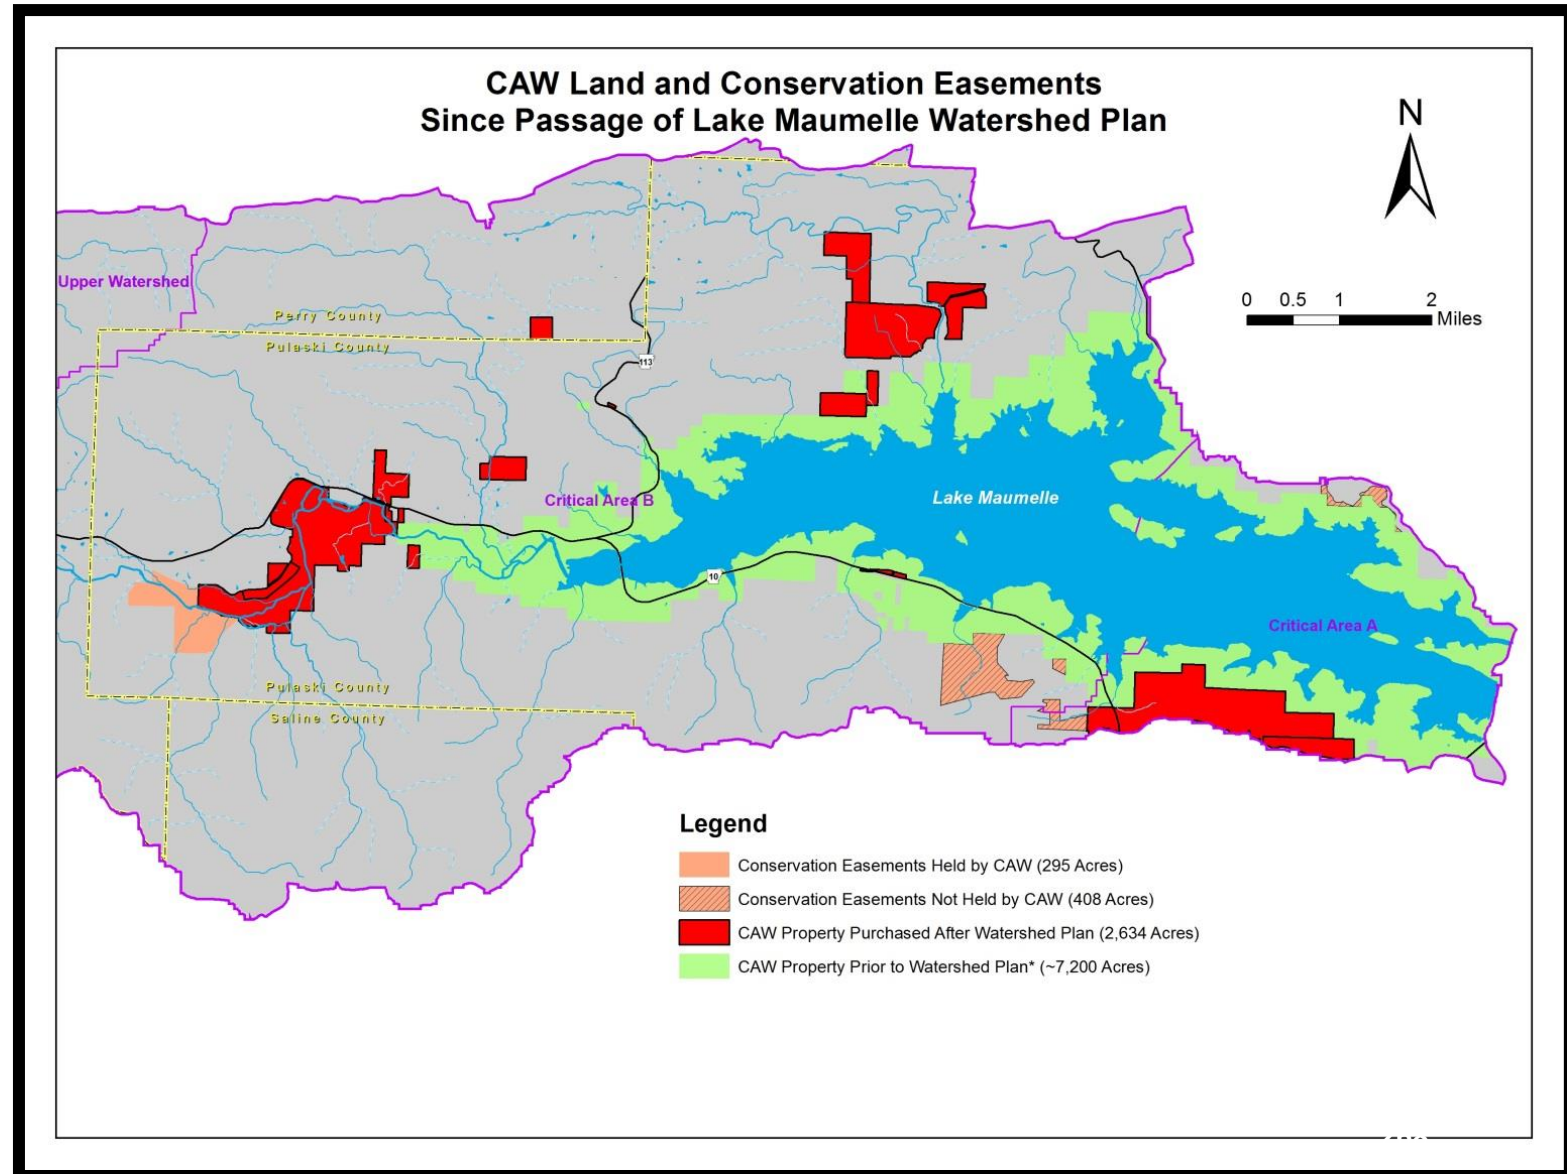 CAW Land and Conservation Easements
Since Passage of Lake Maumelle Watershed Plan
N
0 0.5 1 2
Miles
Upper Watershed
Perry County
Pulaski County
113
Critical Area B
Lake Maumelle
10
Critical Area A
Pulaski County
Saline County
Legend
Conservation Easements Held by CAW (295 Acres)
Conservation Easements Not Held by CAW (408 Acres)
CAW Property Purchased After Watershed Plan (2,634 Acres)
CAW Property Prior to Watershed Plan* (~7,200 Acres)